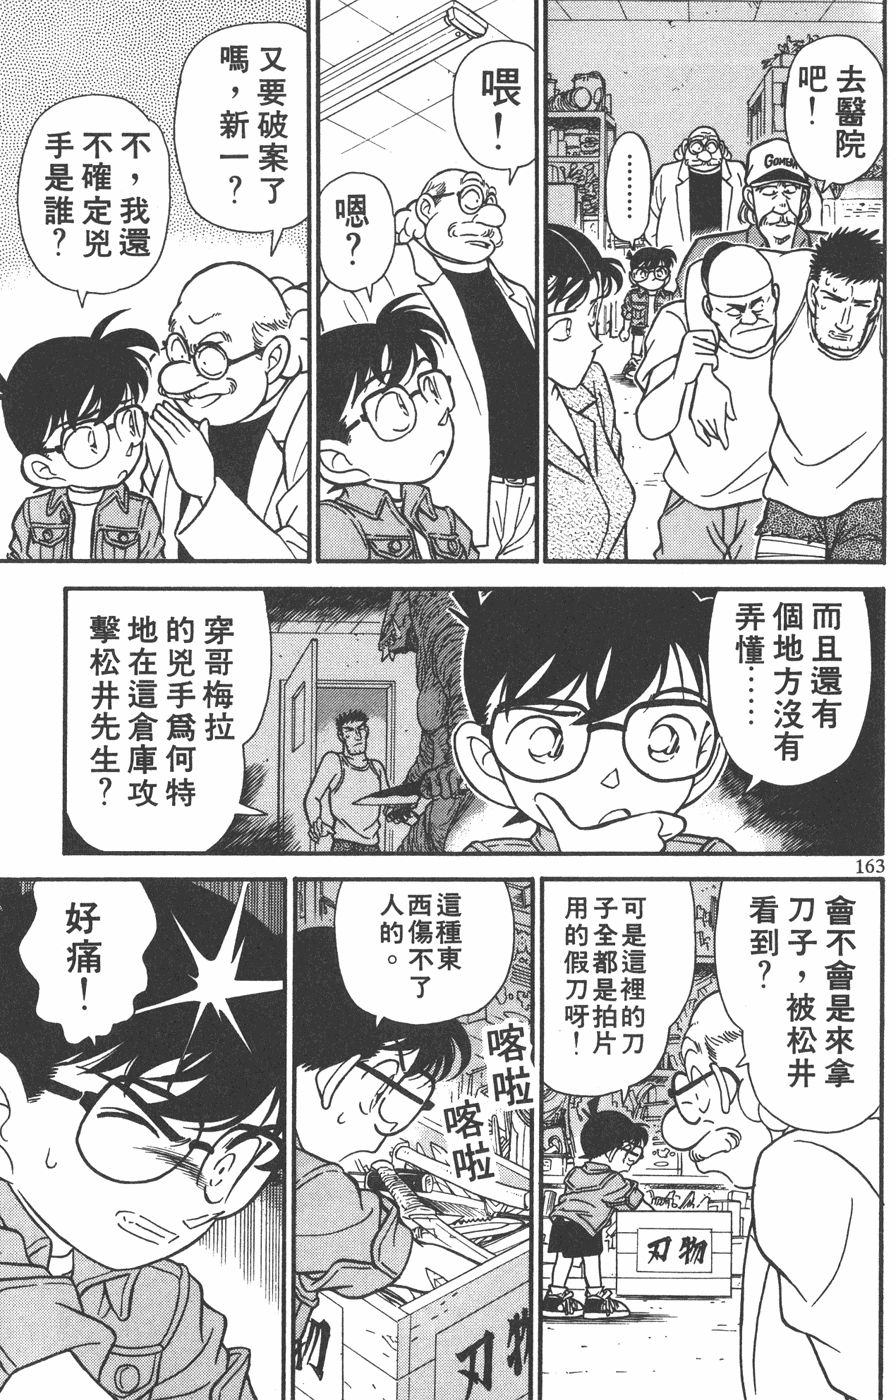 去醫院
吧！
GOMERA
………
喂！
嗯？
又要破案了
嗎，新一？
不，我還
不確定兇
手是誰？
而且還有
個地方沒有
弄懂……
穿哥梅拉
的兇手爲何特
地在這倉庫攻
擊松井先生？
163
會不會是來拿
刀子，被松井
看到？
可是這裡的刀
子全都是拍片
用的假刀呀！
刃物
這種東
西傷不了
人的。
喀啦
喀啦
刃物
物
好痛！